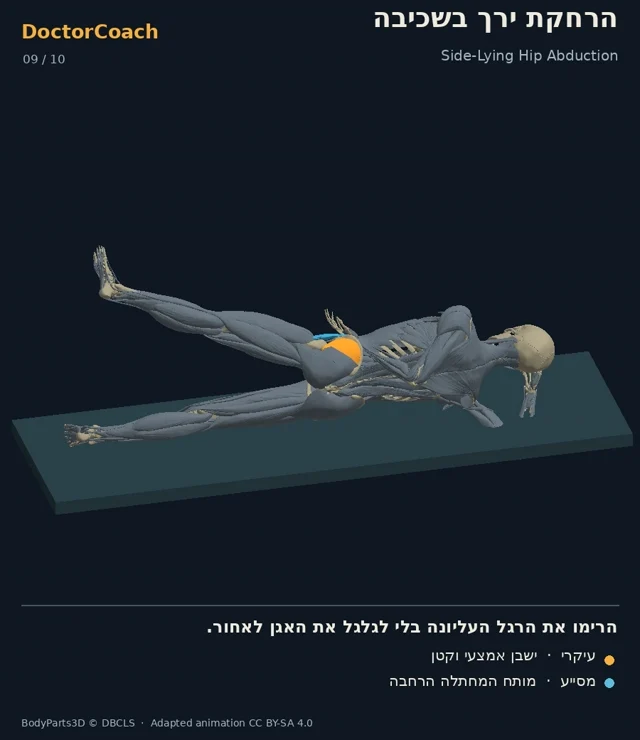 הרחקת ירך בשכיבה
DoctorCoach
Side-Lying Hip Abduction
09 / 10
הרימו את הרגל העליונה בלי לגלגל את האגן לאחור.
עיקרי · ישבן אמצעי וקטן
מסייע · מותח המחתלה הרחבה
BodyParts3D © DBCLS · Adapted animation CC BY-SA 4.0